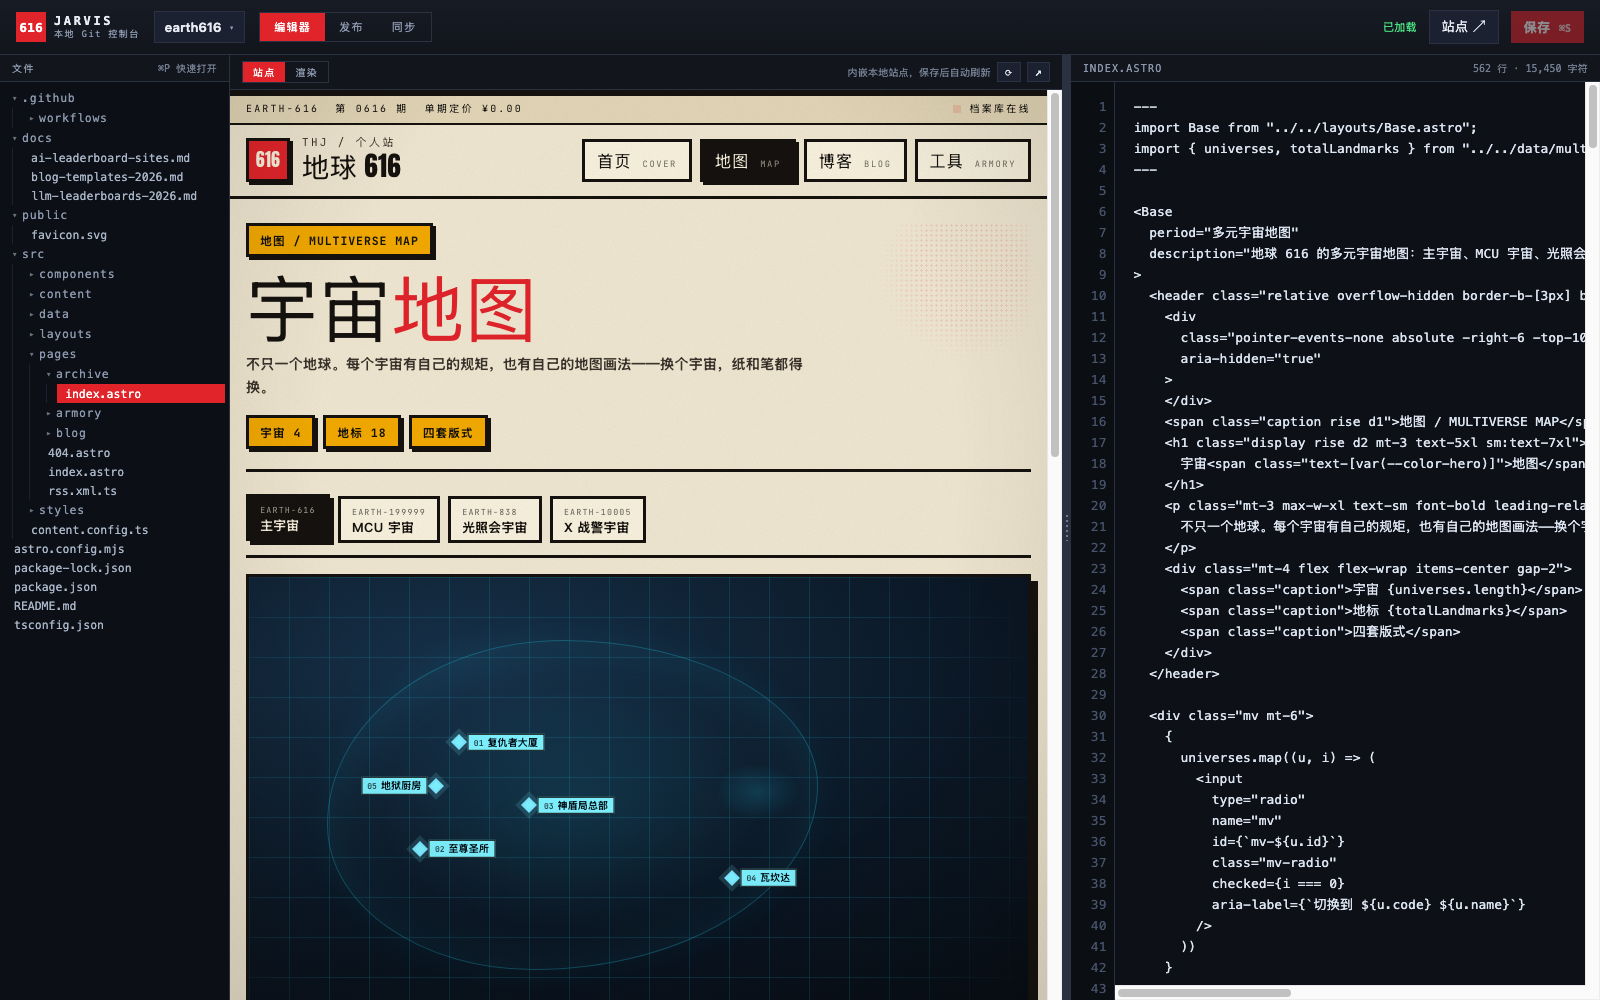 616 JARVIS
本地 Git 控制台
earth616
编辑器 发布 同步
已加载 站点 ↗ 保存 ⌘S
文件 ⌘P 快速打开
.github
workflows
docs
ai-leaderboard-sites.md
blog-templates-2026.md
llm-leaderboards-2026.md
public
favicon.svg
src
components
content
data
layouts
pages
archive
index.astro
armory
blog
404.astro
index.astro
rss.xml.ts
styles
content.config.ts
astro.config.mjs
package-lock.json
package.json
README.md
tsconfig.json
站点 渲染 内嵌本地站点，保存后自动刷新
EARTH-616 第 0616 期 单期定价 ¥0.00 档案库在线
616 THJ / 个人站
地球 616
首页 COVER 地图 MAP 博客 BLOG 工具 ARMORY
地图 / MULTIVERSE MAP
宇宙地图
不只一个地球。每个宇宙有自己的规矩，也有自己的地图画法——换个宇宙，纸和笔都得
换。
宇宙 4 地标 18 四套版式
EARTH-616
主宇宙
EARTH-199999
MCU 宇宙
EARTH-838
光照会宇宙
EARTH-10005
X 战警宇宙
01 复仇者大厦
05 地狱厨房
03 神盾局总部
02 至尊圣所
04 瓦坎达
INDEX.ASTRO 562 行 · 15,450 字符
1 ---
2 import Base from "../../layouts/Base.astro";
3 import { universes, totalLandmarks } from "../../data/mult
4 ---
5
6 <Base
7 period="多元宇宙地图"
8 description="地球 616 的多元宇宙地图：主宇宙、MCU 宇宙、光照会
9 >
10 <header class="relative overflow-hidden border-b-[3px] b
11 <div
12 class="pointer-events-none absolute -right-6 -top-10
13 aria-hidden="true"
14 >
15 </div>
16 <span class="caption rise d1">地图 / MULTIVERSE MAP</sp
17 <h1 class="display rise d2 mt-3 text-5xl sm:text-7xl">
18 宇宙<span class="text-[var(--color-hero)]">地图</span
19 </h1>
20 <p class="mt-3 max-w-xl text-sm font-bold leading-rela
21 不只一个地球。每个宇宙有自己的规矩，也有自己的地图画法——换个宇
22 </p>
23 <div class="mt-4 flex flex-wrap items-center gap-2">
24 <span class="caption">宇宙 {universes.length}</span>
25 <span class="caption">地标 {totalLandmarks}</span>
26 <span class="caption">四套版式</span>
27 </div>
28 </header>
29
30 <div class="mv mt-6">
31 {
32 universes.map((u, i) => (
33 <input
34 type="radio"
35 name="mv"
36 id={`mv-${u.id}`}
37 class="mv-radio"
38 checked={i === 0}
39 aria-label={`切换到 ${u.code} ${u.name}`}
40 />
41 ))
42 }
43